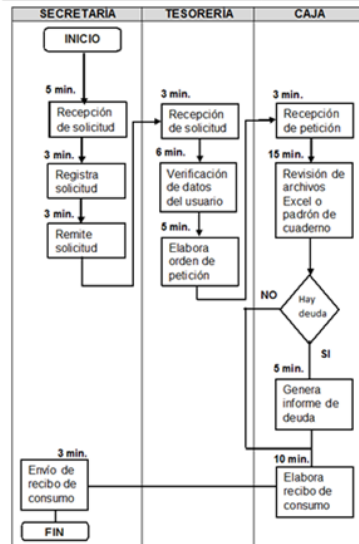 SECRETARIA
TESORERÍA
CAJA
INICIO
5 min.
Recepción
de solicitud
3 min.
Registra
solicitud
3 min.
Remite
solicitud
3 min.
Recepción
de solicitud
6 min.
Verificación
de datos
del usuario
5 min.
Elabora
orden de
petición
3 min.
Recepción
de petición
15 min.
Revisión de
archivos
Excel o
padrón de
cuaderno
NO
Hay
deuda
SI
5 min.
Genera
informe de
deuda
10 min.
Elabora
recibo de
consumo
3 min.
Envío de
recibo de
consumo
FIN